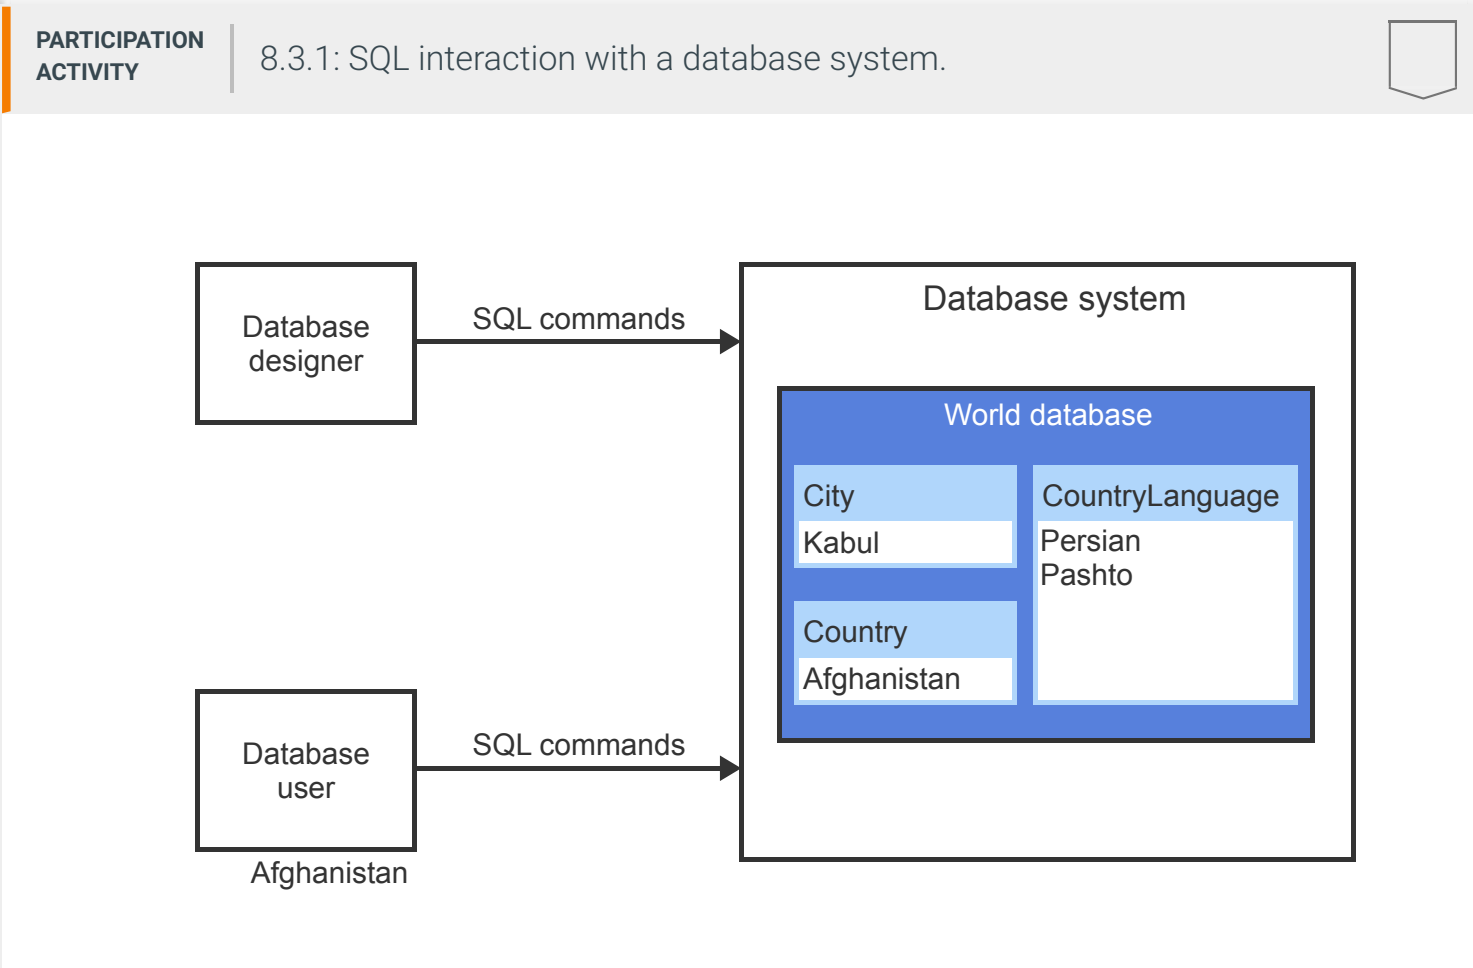 PARTICIPATION
ACTIVITY
8.3.1: SQL interaction with a database system.
Database
designer
SQL commands
Database system
World database
City
Kabul
CountryLanguage
Persian
Pashto
Country
Afghanistan
Database
user
SQL commands
Afghanistan